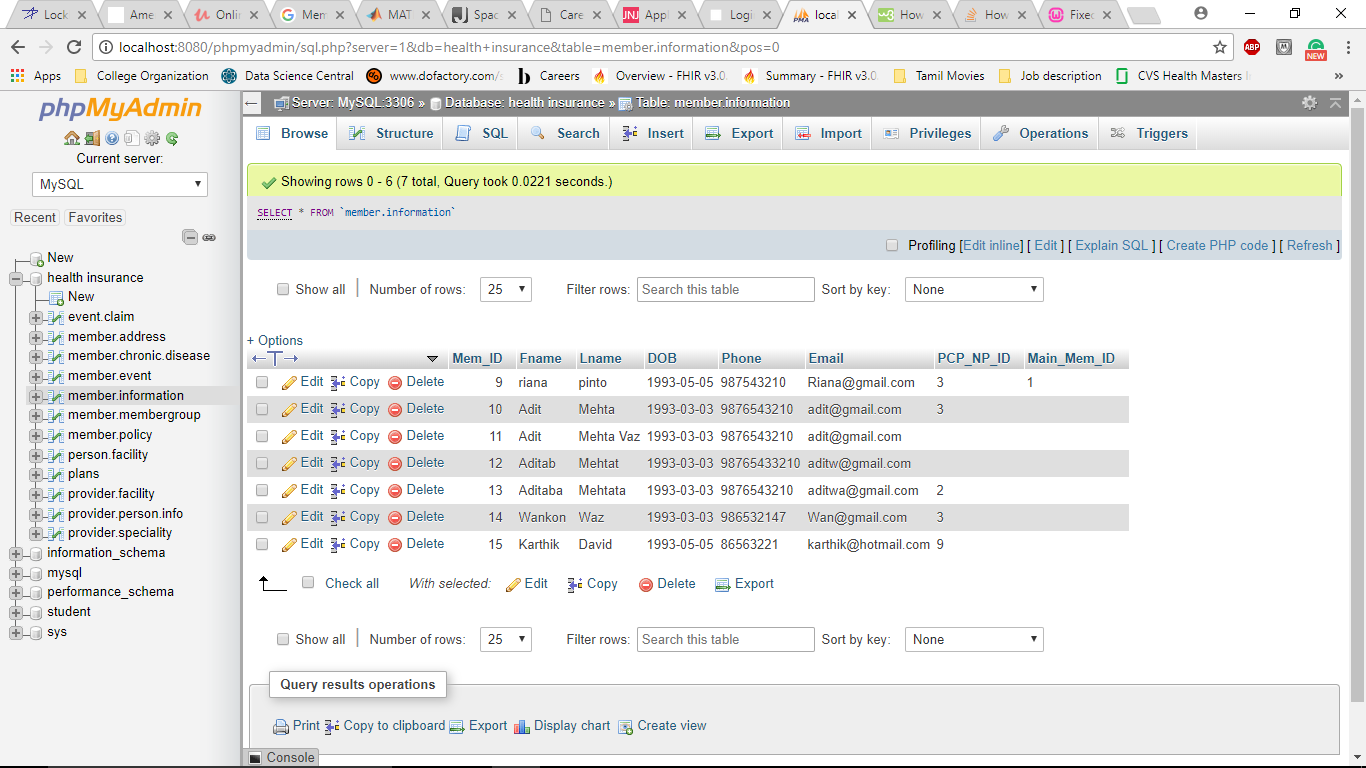 Lock
Ame
Onlin
Mem
MAT
Spac
Care
JNJ Appl
Logi
PMA local
w3 How
How
Fixed
localhost:8080/phpmyadmin/sql.php?server=1&db=health+insurance&table=member.information&pos=0
ABP
NEW
Apps College Organization Data Science Central www.dofactory.com/s b Careers Overview - FHIR v3.0. Summary - FHIR v3.0. Tamil Movies Job description CVS Health Masters In »
phpMyAdmin
Current server:
MySQL
Recent Favorites
New
health insurance
New
event.claim
member.address
member.chronic.disease
member.event
member.information
member.membergroup
member.policy
person.facility
plans
provider.facility
provider.person.info
provider.speciality
information_schema
mysql
performance_schema
student
sys
Server: MySQL:3306 » Database: health insurance » Table: member.information
Browse Structure SQL Search Insert Export Import Privileges Operations Triggers
Showing rows 0 - 6 (7 total, Query took 0.0221 seconds.)
SELECT * FROM `member.information`
Profiling [Edit inline] [ Edit ] [ Explain SQL ] [ Create PHP code ] [ Refresh ]
Show all | Number of rows: 25 Filter rows: Search this table Sort by key: None
+ Options
←T→ Mem_ID Fname Lname DOB Phone Email PCP_NP_ID Main_Mem_ID
Edit Copy Delete 9 riana pinto 1993-05-05 987543210 Riana@gmail.com 3 1
Edit Copy Delete 10 Adit Mehta 1993-03-03 9876543210 adit@gmail.com 3
Edit Copy Delete 11 Adit Mehta Vaz 1993-03-03 9876543210 adit@gmail.com
Edit Copy Delete 12 Aditab Mehtat 1993-03-03 98765433210 aditw@gmail.com
Edit Copy Delete 13 Aditaba Mehtata 1993-03-03 9876543210 aditwa@gmail.com 2
Edit Copy Delete 14 Wankon Waz 1993-03-03 986532147 Wan@gmail.com 3
Edit Copy Delete 15 Karthik David 1993-05-05 86563221 karthik@hotmail.com 9
Check all With selected: Edit Copy Delete Export
Show all | Number of rows: 25 Filter rows: Search this table Sort by key: None
Query results operations
Print Copy to clipboard Export Display chart Create view
Console